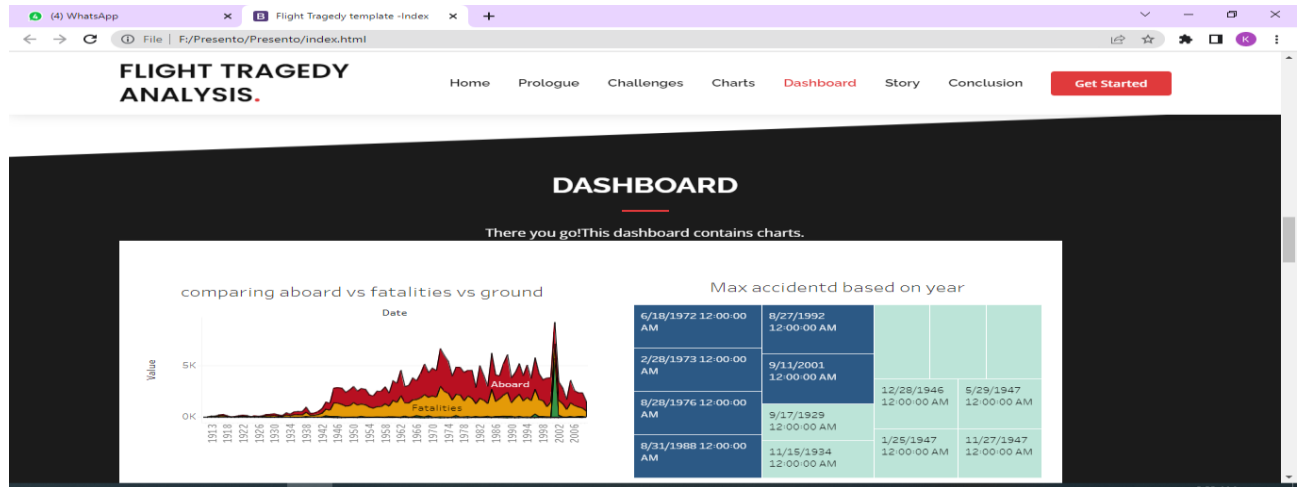 (4) WhatsApp
Flight Tragedy template -Index
File | F:/Presento/Presento/index.html
K
FLIGHT TRAGEDY
ANALYSIS.
Home Prologue Challenges Charts Dashboard Story Conclusion Get Started
DASHBOARD
There you go!This dashboard contains charts.
comparing aboard vs fatalities vs ground
Date
Value
5K
0K
Aboard
Fatalities
1913 1918 1922 1926 1930 1934 1938 1942 1946 1950 1954 1958 1962 1966 1970 1974 1978 1982 1986 1990 1994 1998 2002 2006
Max accidentd based on year
6/18/1972 12:00:00
AM
2/28/1973 12:00:00
AM
8/28/1976 12:00:00
AM
8/31/1988 12:00:00
AM
8/27/1992
12:00:00 AM
9/11/2001
12:00:00 AM
9/17/1929
12:00:00 AM
11/15/1934
12:00:00 AM
12/28/1946
12:00:00 AM
5/29/1947
12:00:00 AM
1/25/1947
12:00:00 AM
11/27/1947
12:00:00 AM